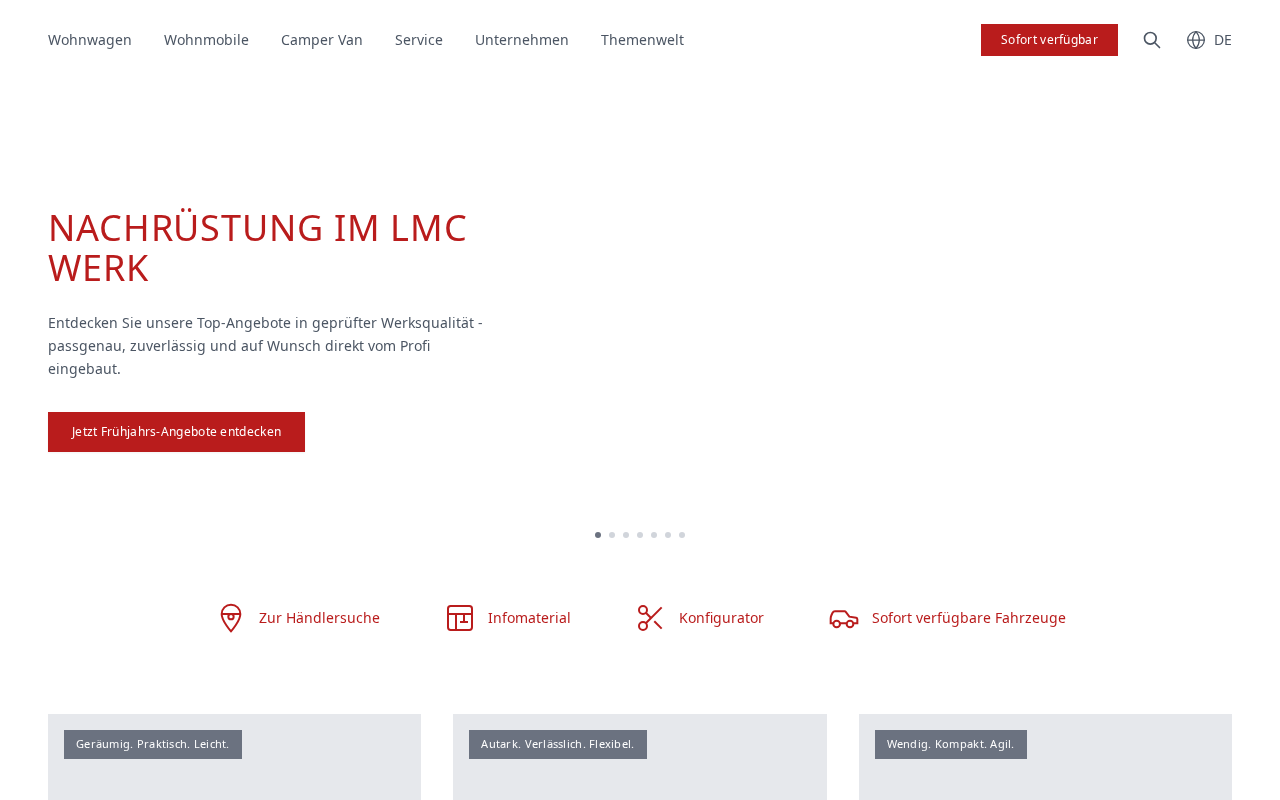 Wohnwagen Wohnmobile Camper Van Service Unternehmen Themenwelt Sofort verfügbar DE
NACHRÜSTUNG IM LMC
WERK
Entdecken Sie unsere Top-Angebote in geprüfter Werksqualität -
passgenau, zuverlässig und auf Wunsch direkt vom Profi
eingebaut.
Jetzt Frühjahrs-Angebote entdecken
Zur Händlersuche Infomaterial Konfigurator Sofort verfügbare Fahrzeuge
Geräumig. Praktisch. Leicht. Autark. Verlässlich. Flexibel. Wendig. Kompakt. Agil.